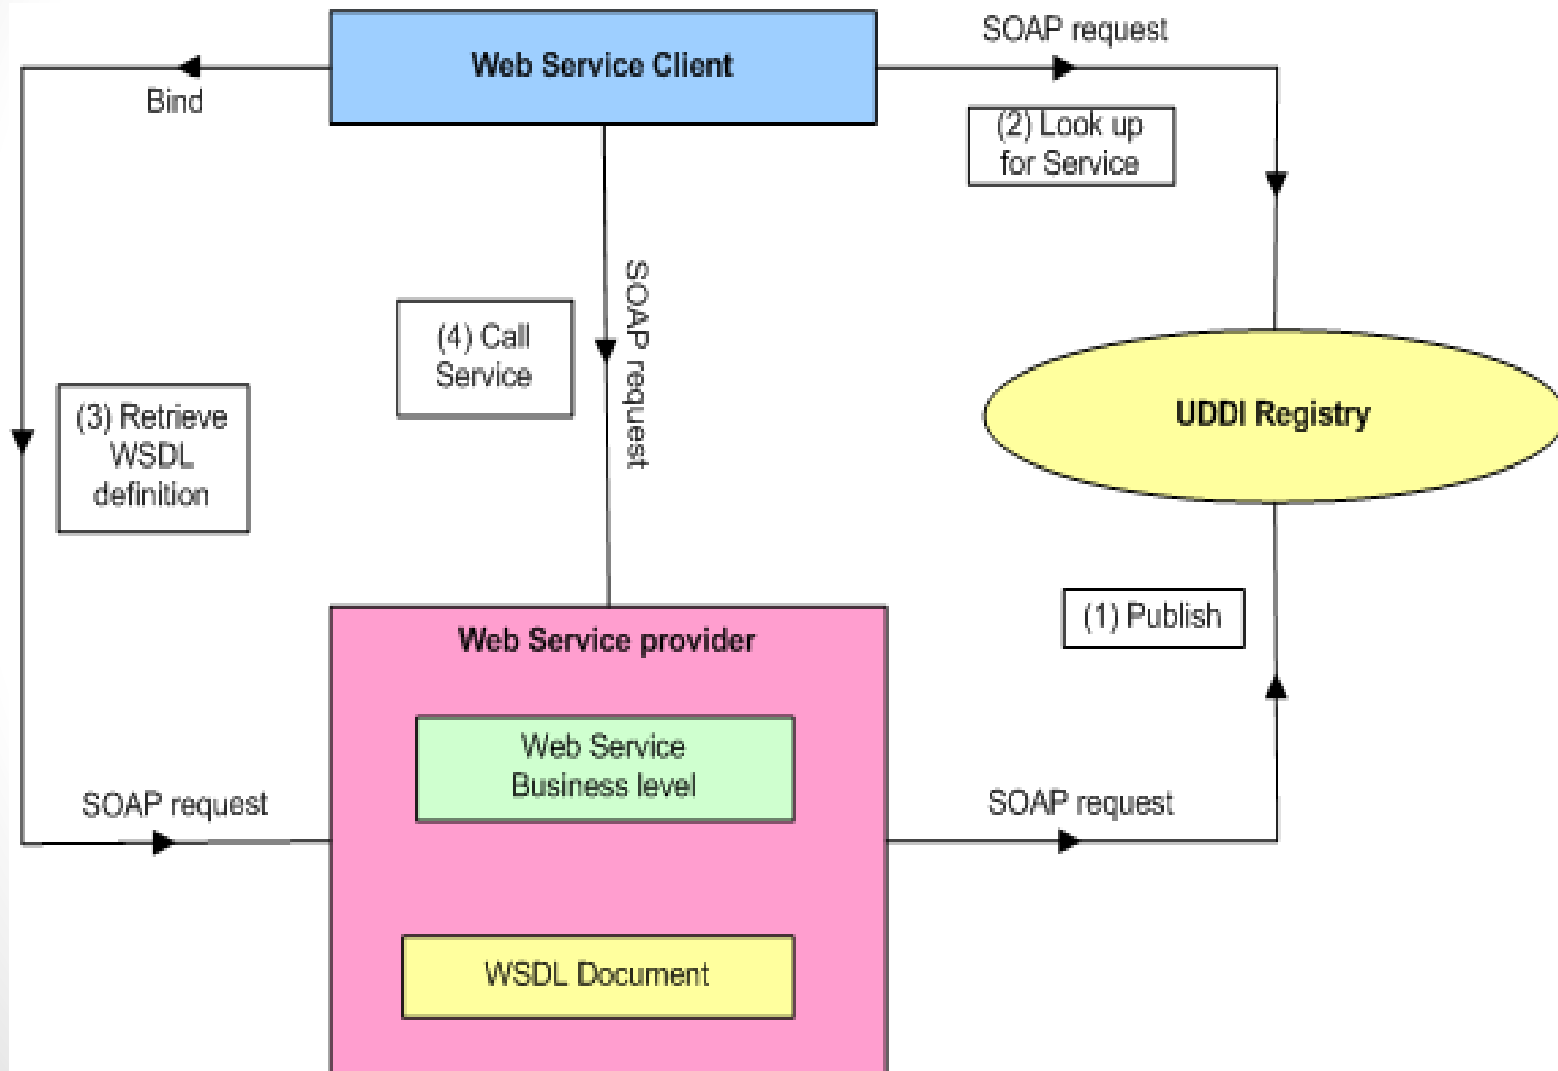 SOAP request
Web Service Client
Bind
(2) Look up
for Service
SOAP request
(4) Call
Service
(3) Retrieve
WSDL
definition
UDDI Registry
(1) Publish
Web Service provider
Web Service
Business level
SOAP request
SOAP request
WSDL Document